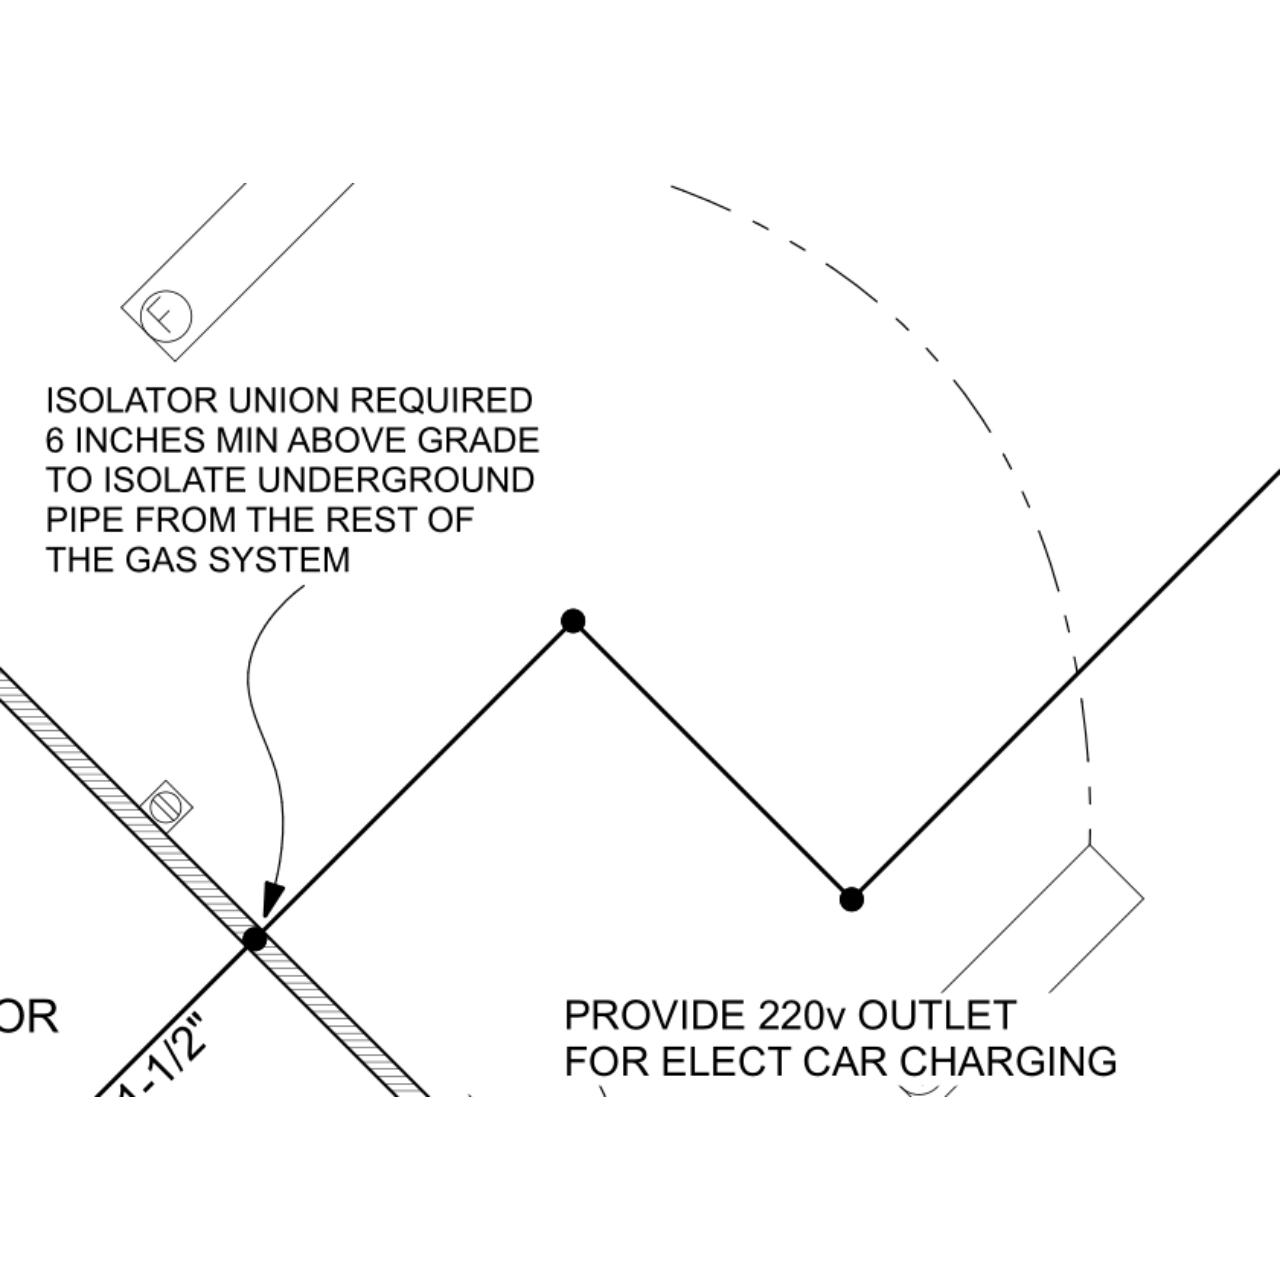 F
ISOLATOR UNION REQUIRED
6 INCHES MIN ABOVE GRADE
TO ISOLATE UNDERGROUND
PIPE FROM THE REST OF
THE GAS SYSTEM
OR
1-1/2"
PROVIDE 220v OUTLET
FOR ELECT CAR CHARGING